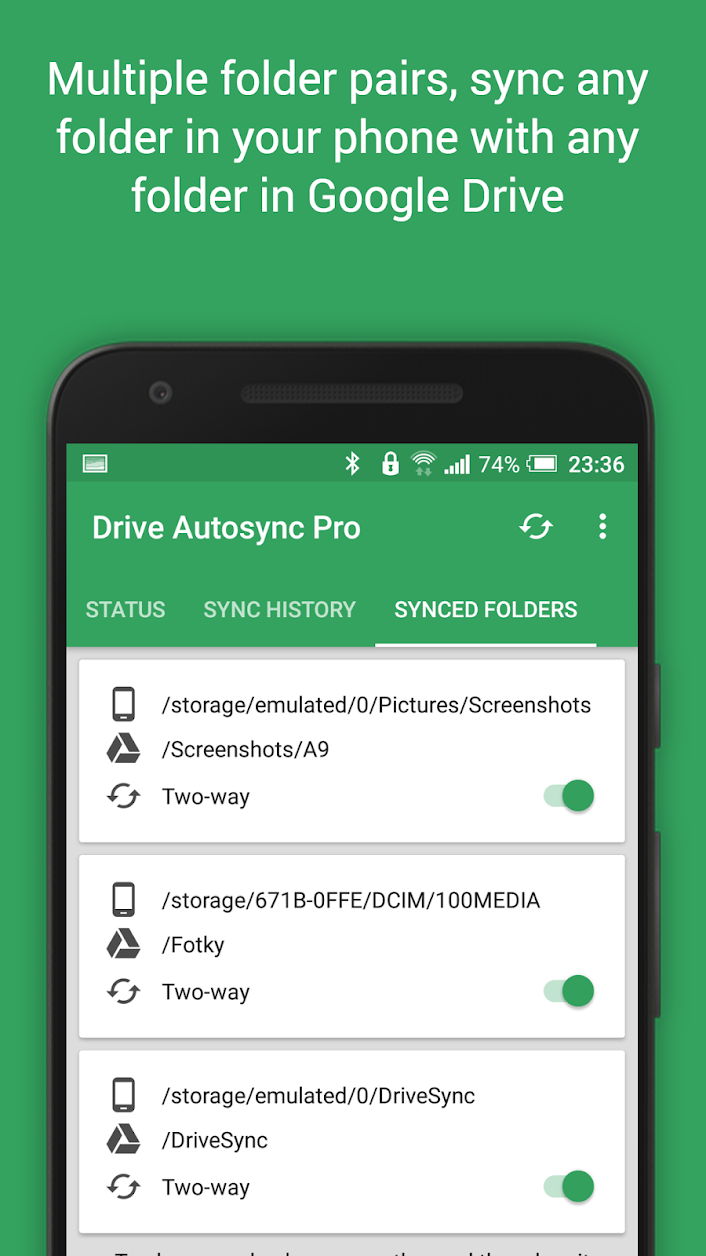 Multiple folder pairs, sync any
folder in your phone with any
folder in Google Drive
74% 23:36
Drive Autosync Pro
STATUS SYNC HISTORY SYNCED FOLDERS
/storage/emulated/0/Pictures/Screenshots
/Screenshots/A9
Two-way
/storage/671B-0FFE/DCIM/100MEDIA
/Fotky
Two-way
/storage/emulated/0/DriveSync
/DriveSync
Two-way